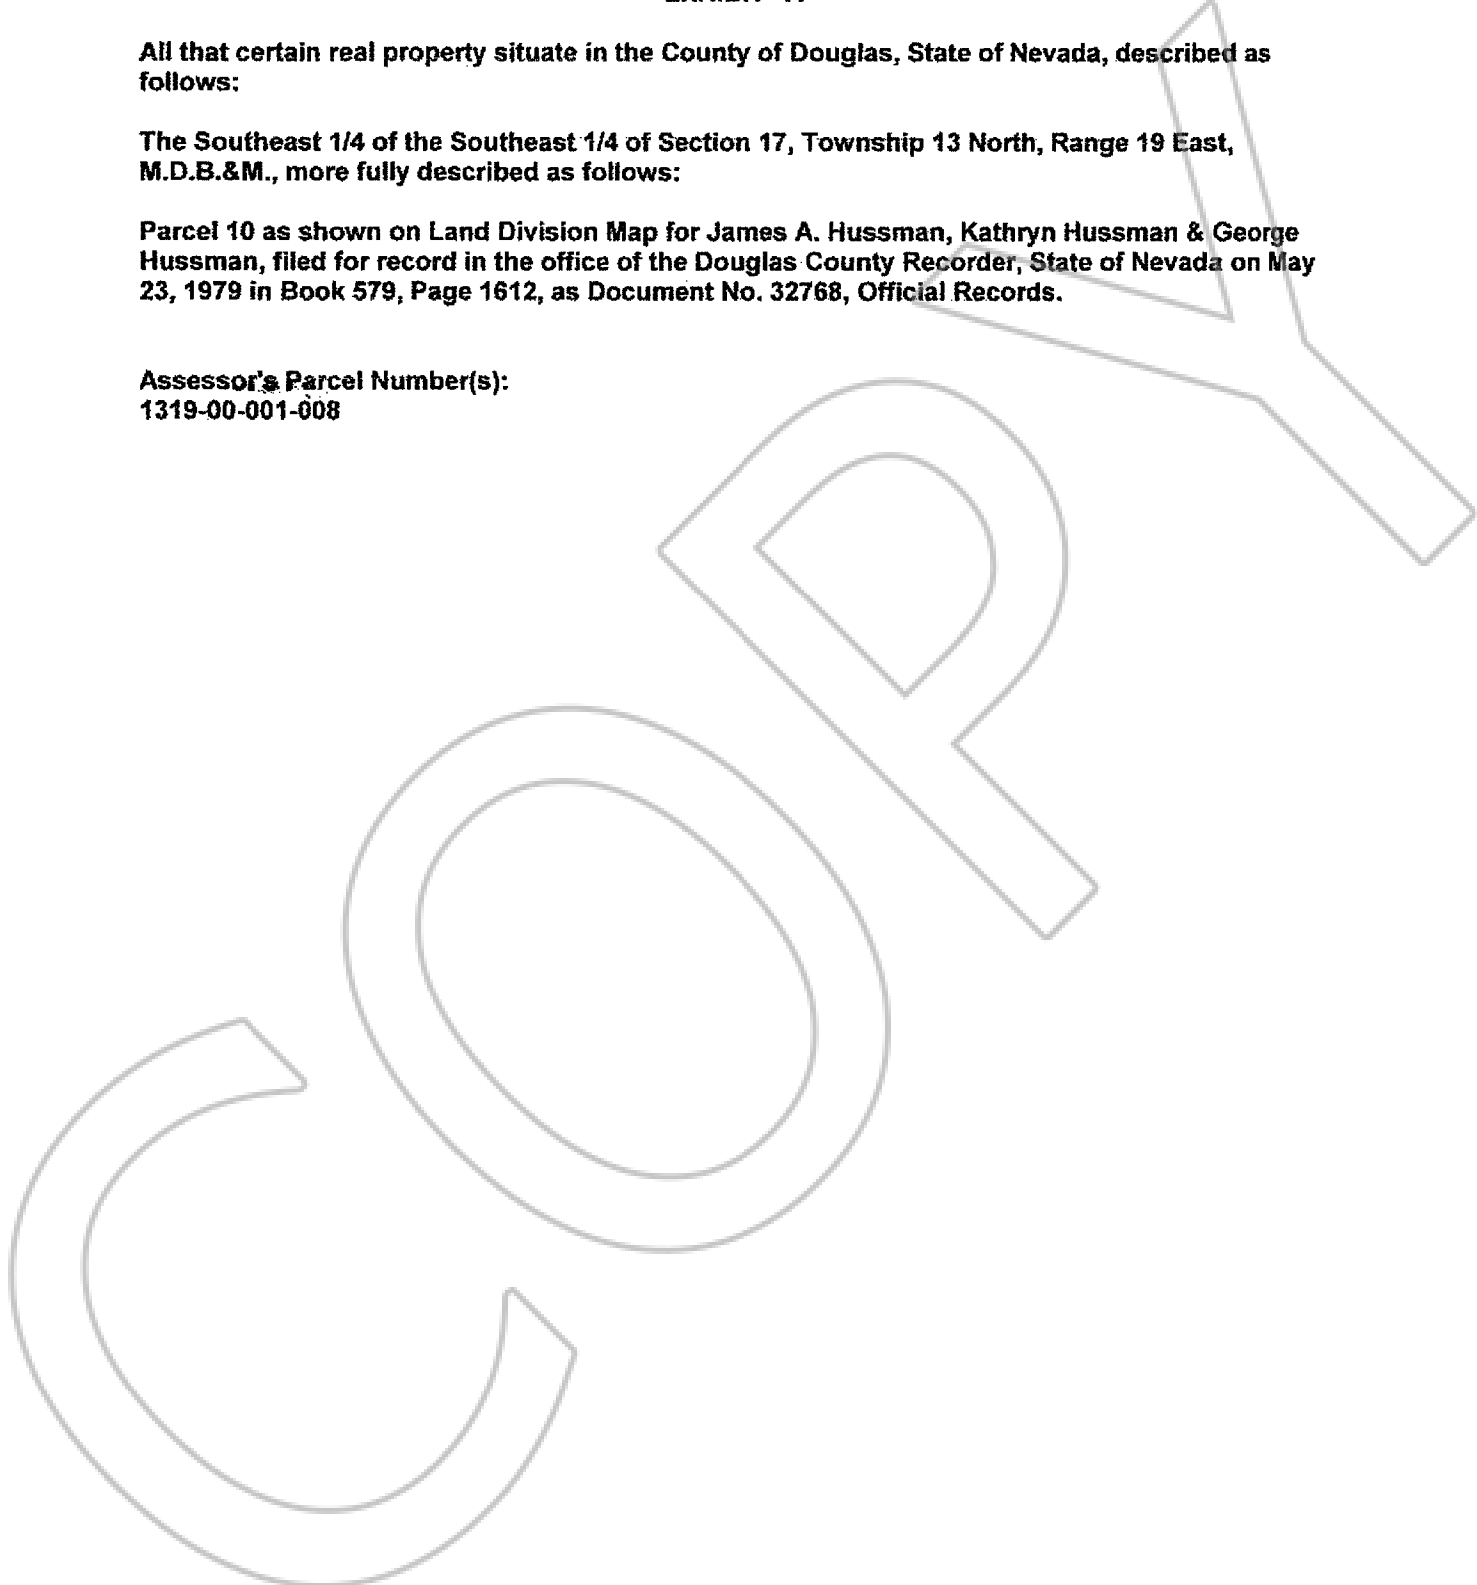 All that certain real property situate in the County of Douglas, State of Nevada, described as
follows:
The Southeast 1/4 of the Southeast 1/4 of Section 17, Township 13 North, Range 19 East,
M.D.B.&M., more fully described as follows:
Parcel 10 as shown on Land Division Map for James A. Hussman, Kathryn Hussman & George
Hussman, filed for record in the office of the Douglas County Recorder, State of Nevada on May
23, 1979 in Book 579, Page 1612, as Document No. 32768, Official Records.
Assessor's Parcel Number(s):
1319-00-001-008
COPY